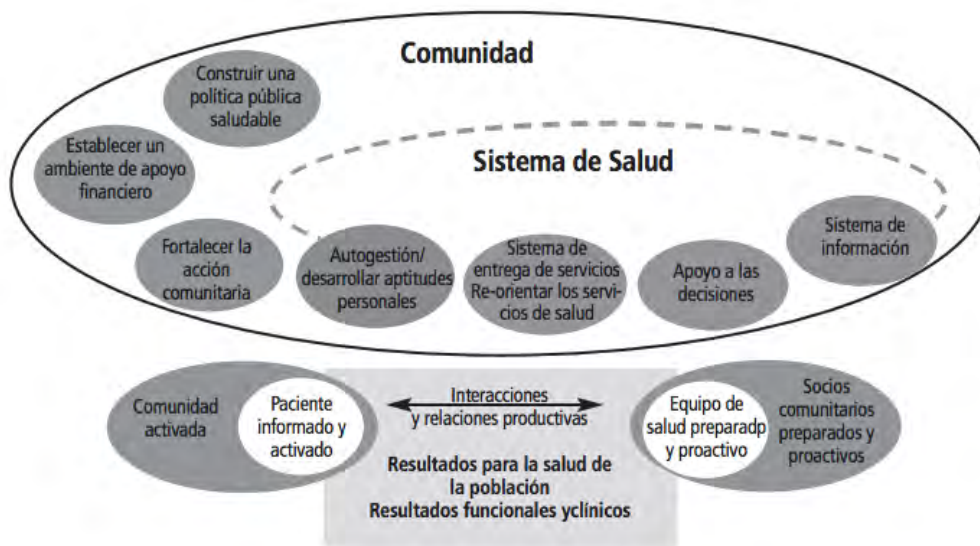 Comunidad
Construir una
política pública
saludable
Establecer un
ambiente de apoyo
financiero
Sistema de Salud
Fortalecer la
acción
comunitaria
Autogestión/
desarrollar aptitudes
personales
Sistema de
entrega de servicios
Re-orientar los servi-
cios de salud
Apoyo a las
decisiones
Sistema de
información
Comunidad
activada
Paciente
informado y
activado
Interacciones
y relaciones productivas
Equipo de
salud preparadp
y proactivo
Socios
comunitarios
preparados y
proactivos
Resultados para la salud de
la población
Resultados funcionales yclínicos